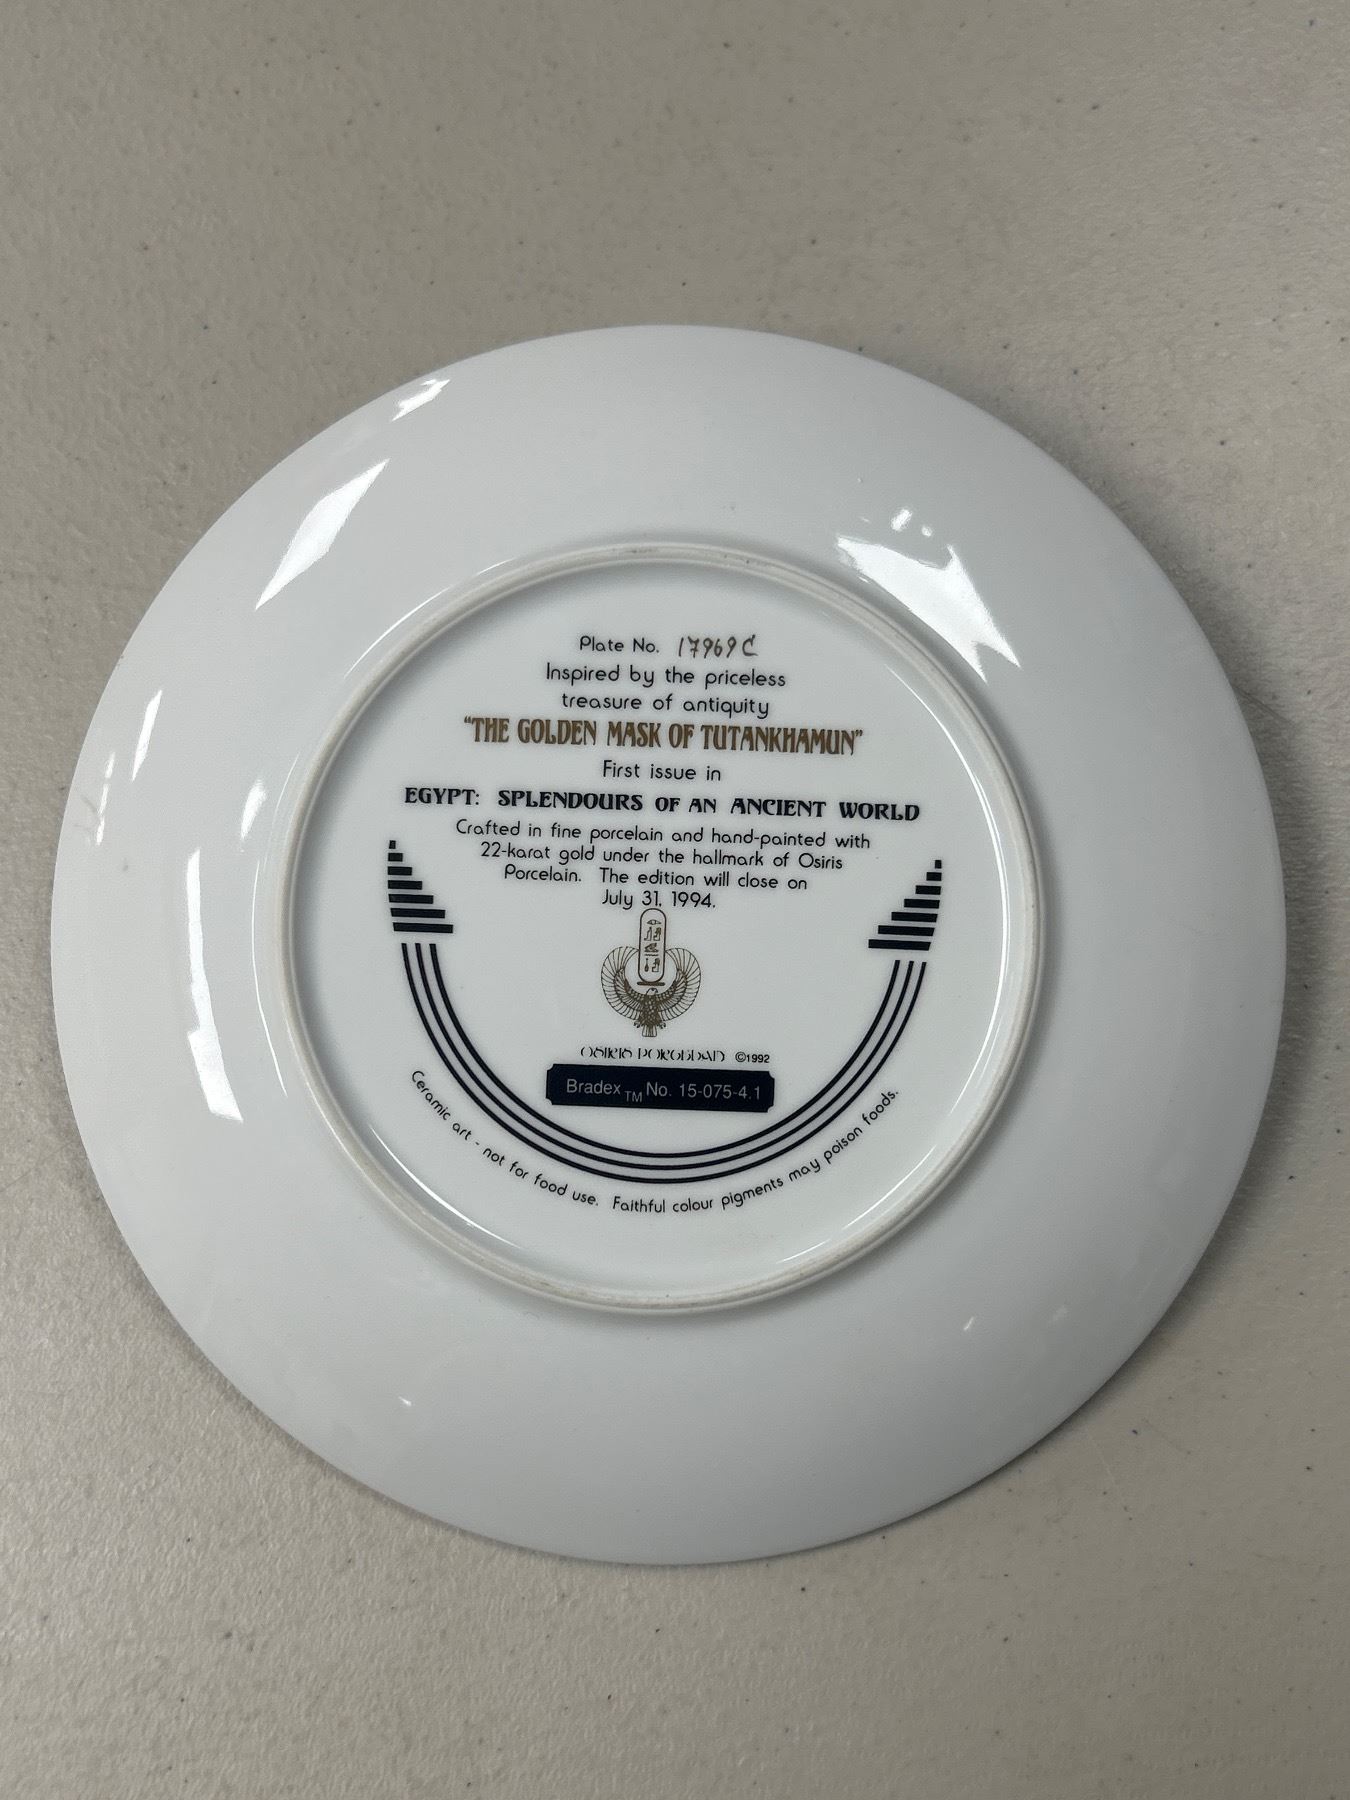 Plate No. 17969C
Inspired by the priceless
treasure of antiquity
"THE GOLDEN MASK OF TUTANKHAMUN"
First issue in
EGYPT: SPLENDOURS OF AN ANCIENT WORLD
Crafted in fine porcelain and hand-painted with
22-karat gold under the hallmark of Osiris
Porcelain. The edition will close on
July 31, 1994.
OSIRIS PORCELAIN ©1992
Bradex TM No. 15-075-4.1
Ceramic art - not for food use. Faithful colour pigments may poison foods.